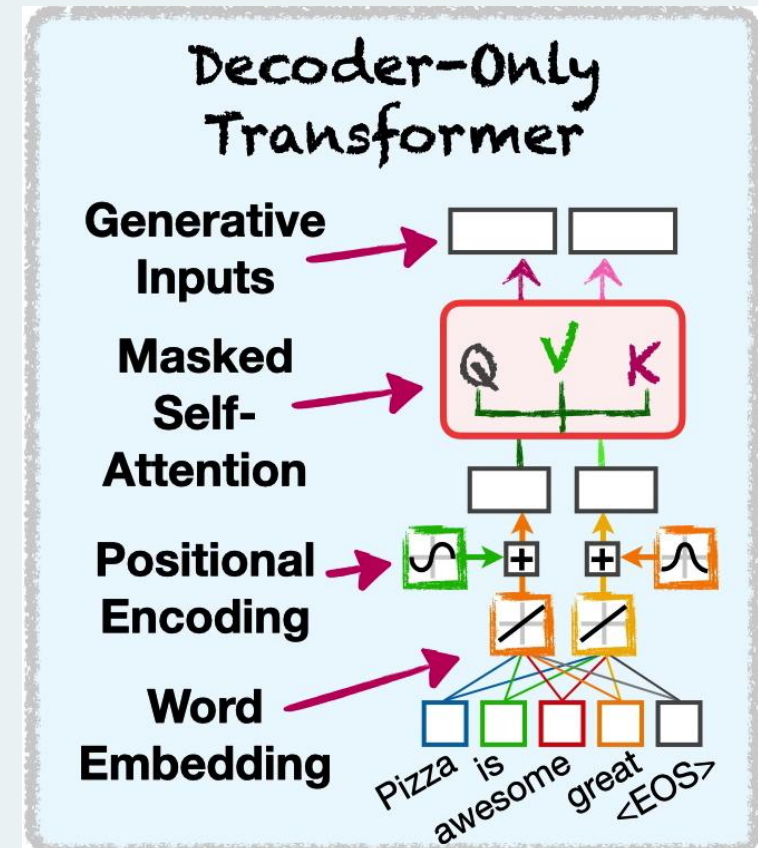 Decoder-Only
Transformer
Generative
Inputs
Masked
Self-
Attention
Q V K
Positional
Encoding
+ +
Word
Embedding
Pizza is awesome great <EOS>